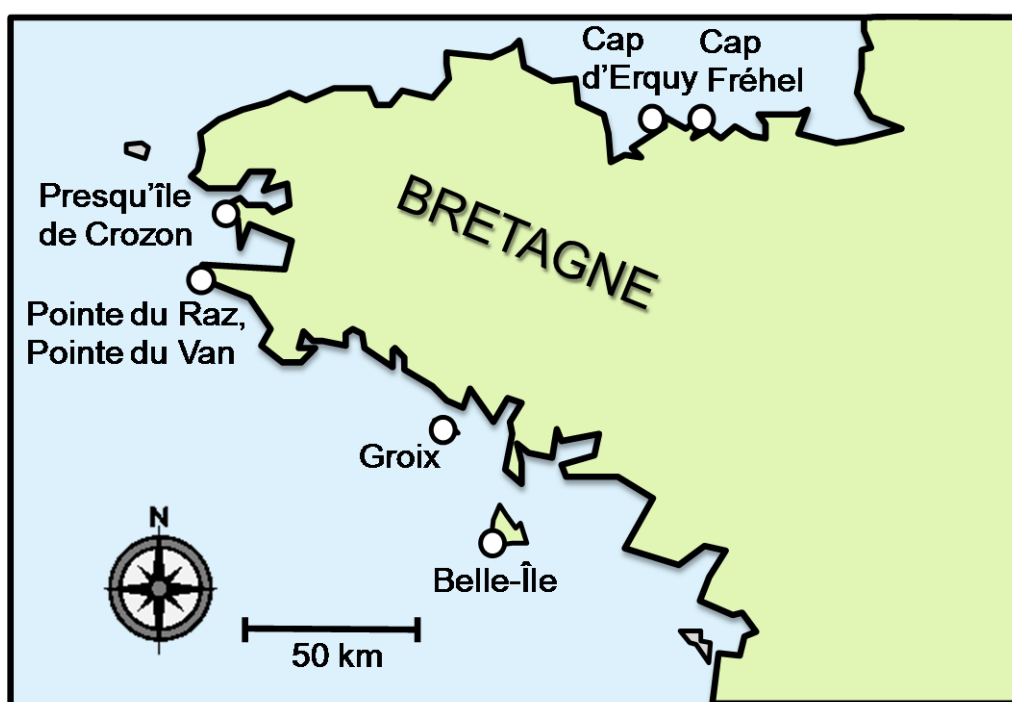 Cap
d'Erquy
Cap
Fréhel
Presqu'île
de Crozon
BRETAGNE
Pointe du Raz,
Pointe du Van
Groix
N
Belle-Île
50 km